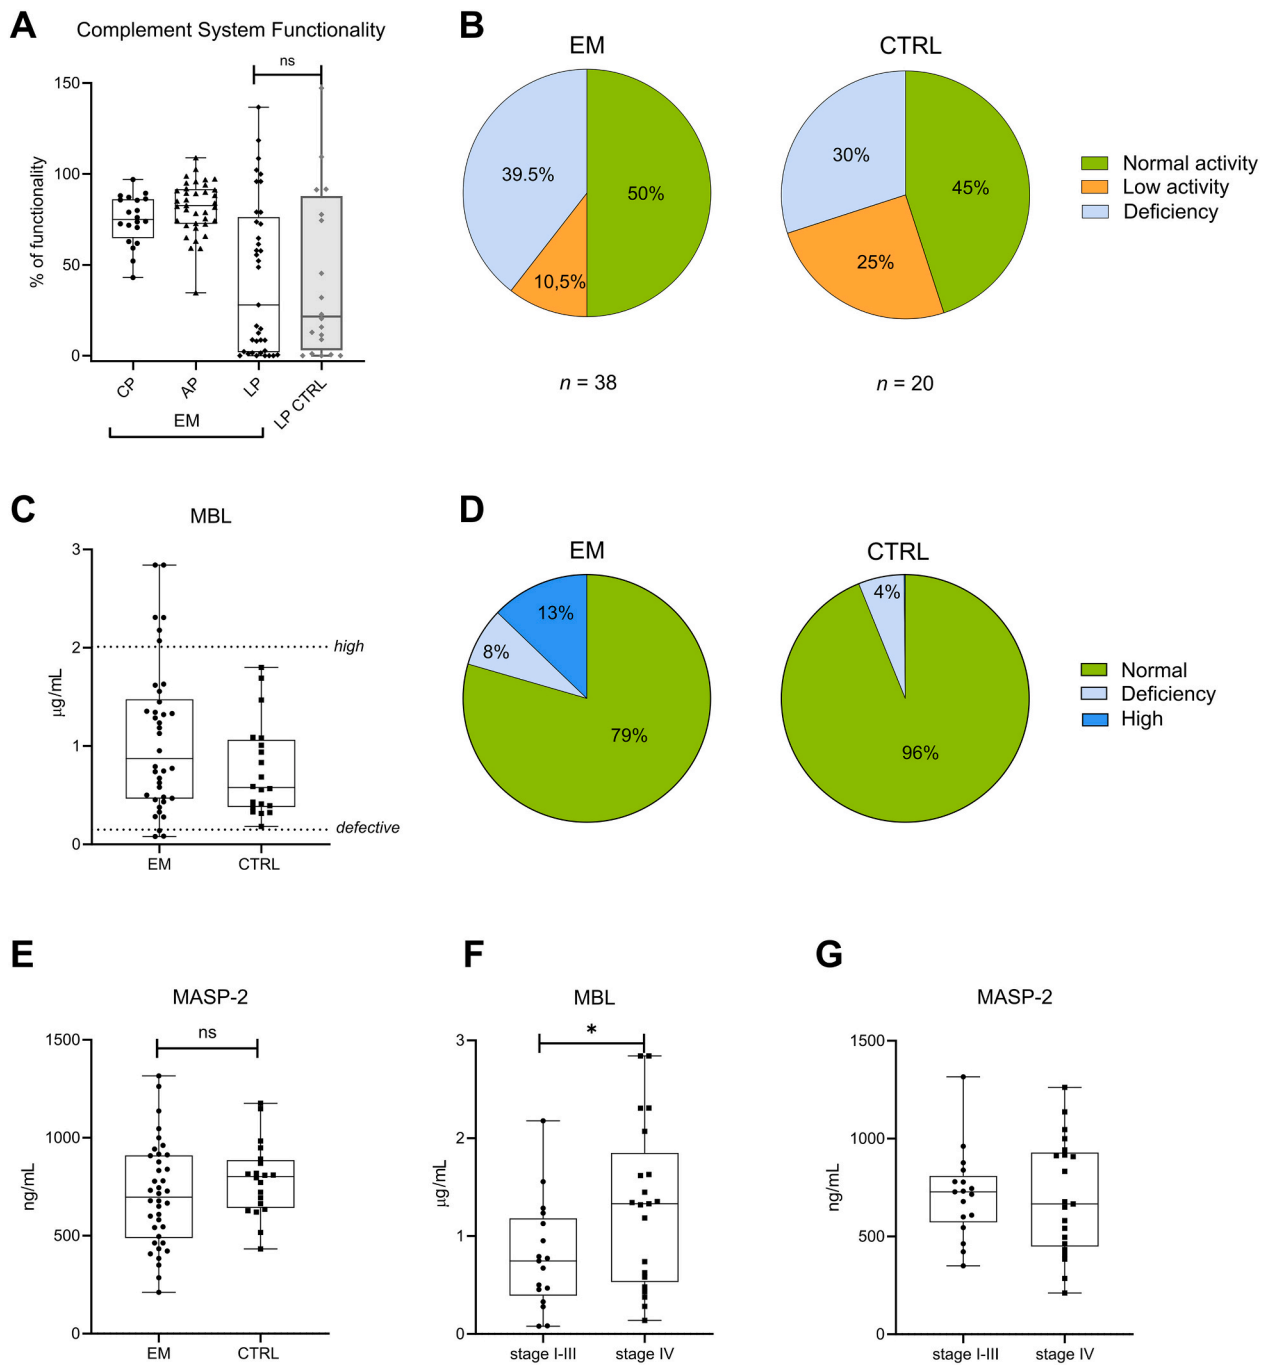 A
Complement System Functionality
ns
150
100
50
0
% of functionality
CP
AP
LP
LP CTRL
EM
B
EM
CTRL
39.5%
50%
10,5%
30%
45%
25%
Normal activity
Low activity
Deficiency
n = 38
n = 20
C
MBL
3
2
1
0
µg/mL
high
defective
EM
CTRL
D
EM
CTRL
13%
8%
79%
4%
96%
Normal
Deficiency
High
E
MASP-2
ns
1500
1000
500
0
ng/mL
EM
CTRL
F
MBL
*
3
2
1
0
µg/mL
stage I-III
stage IV
G
MASP-2
1500
1000
500
0
ng/mL
stage I-III
stage IV